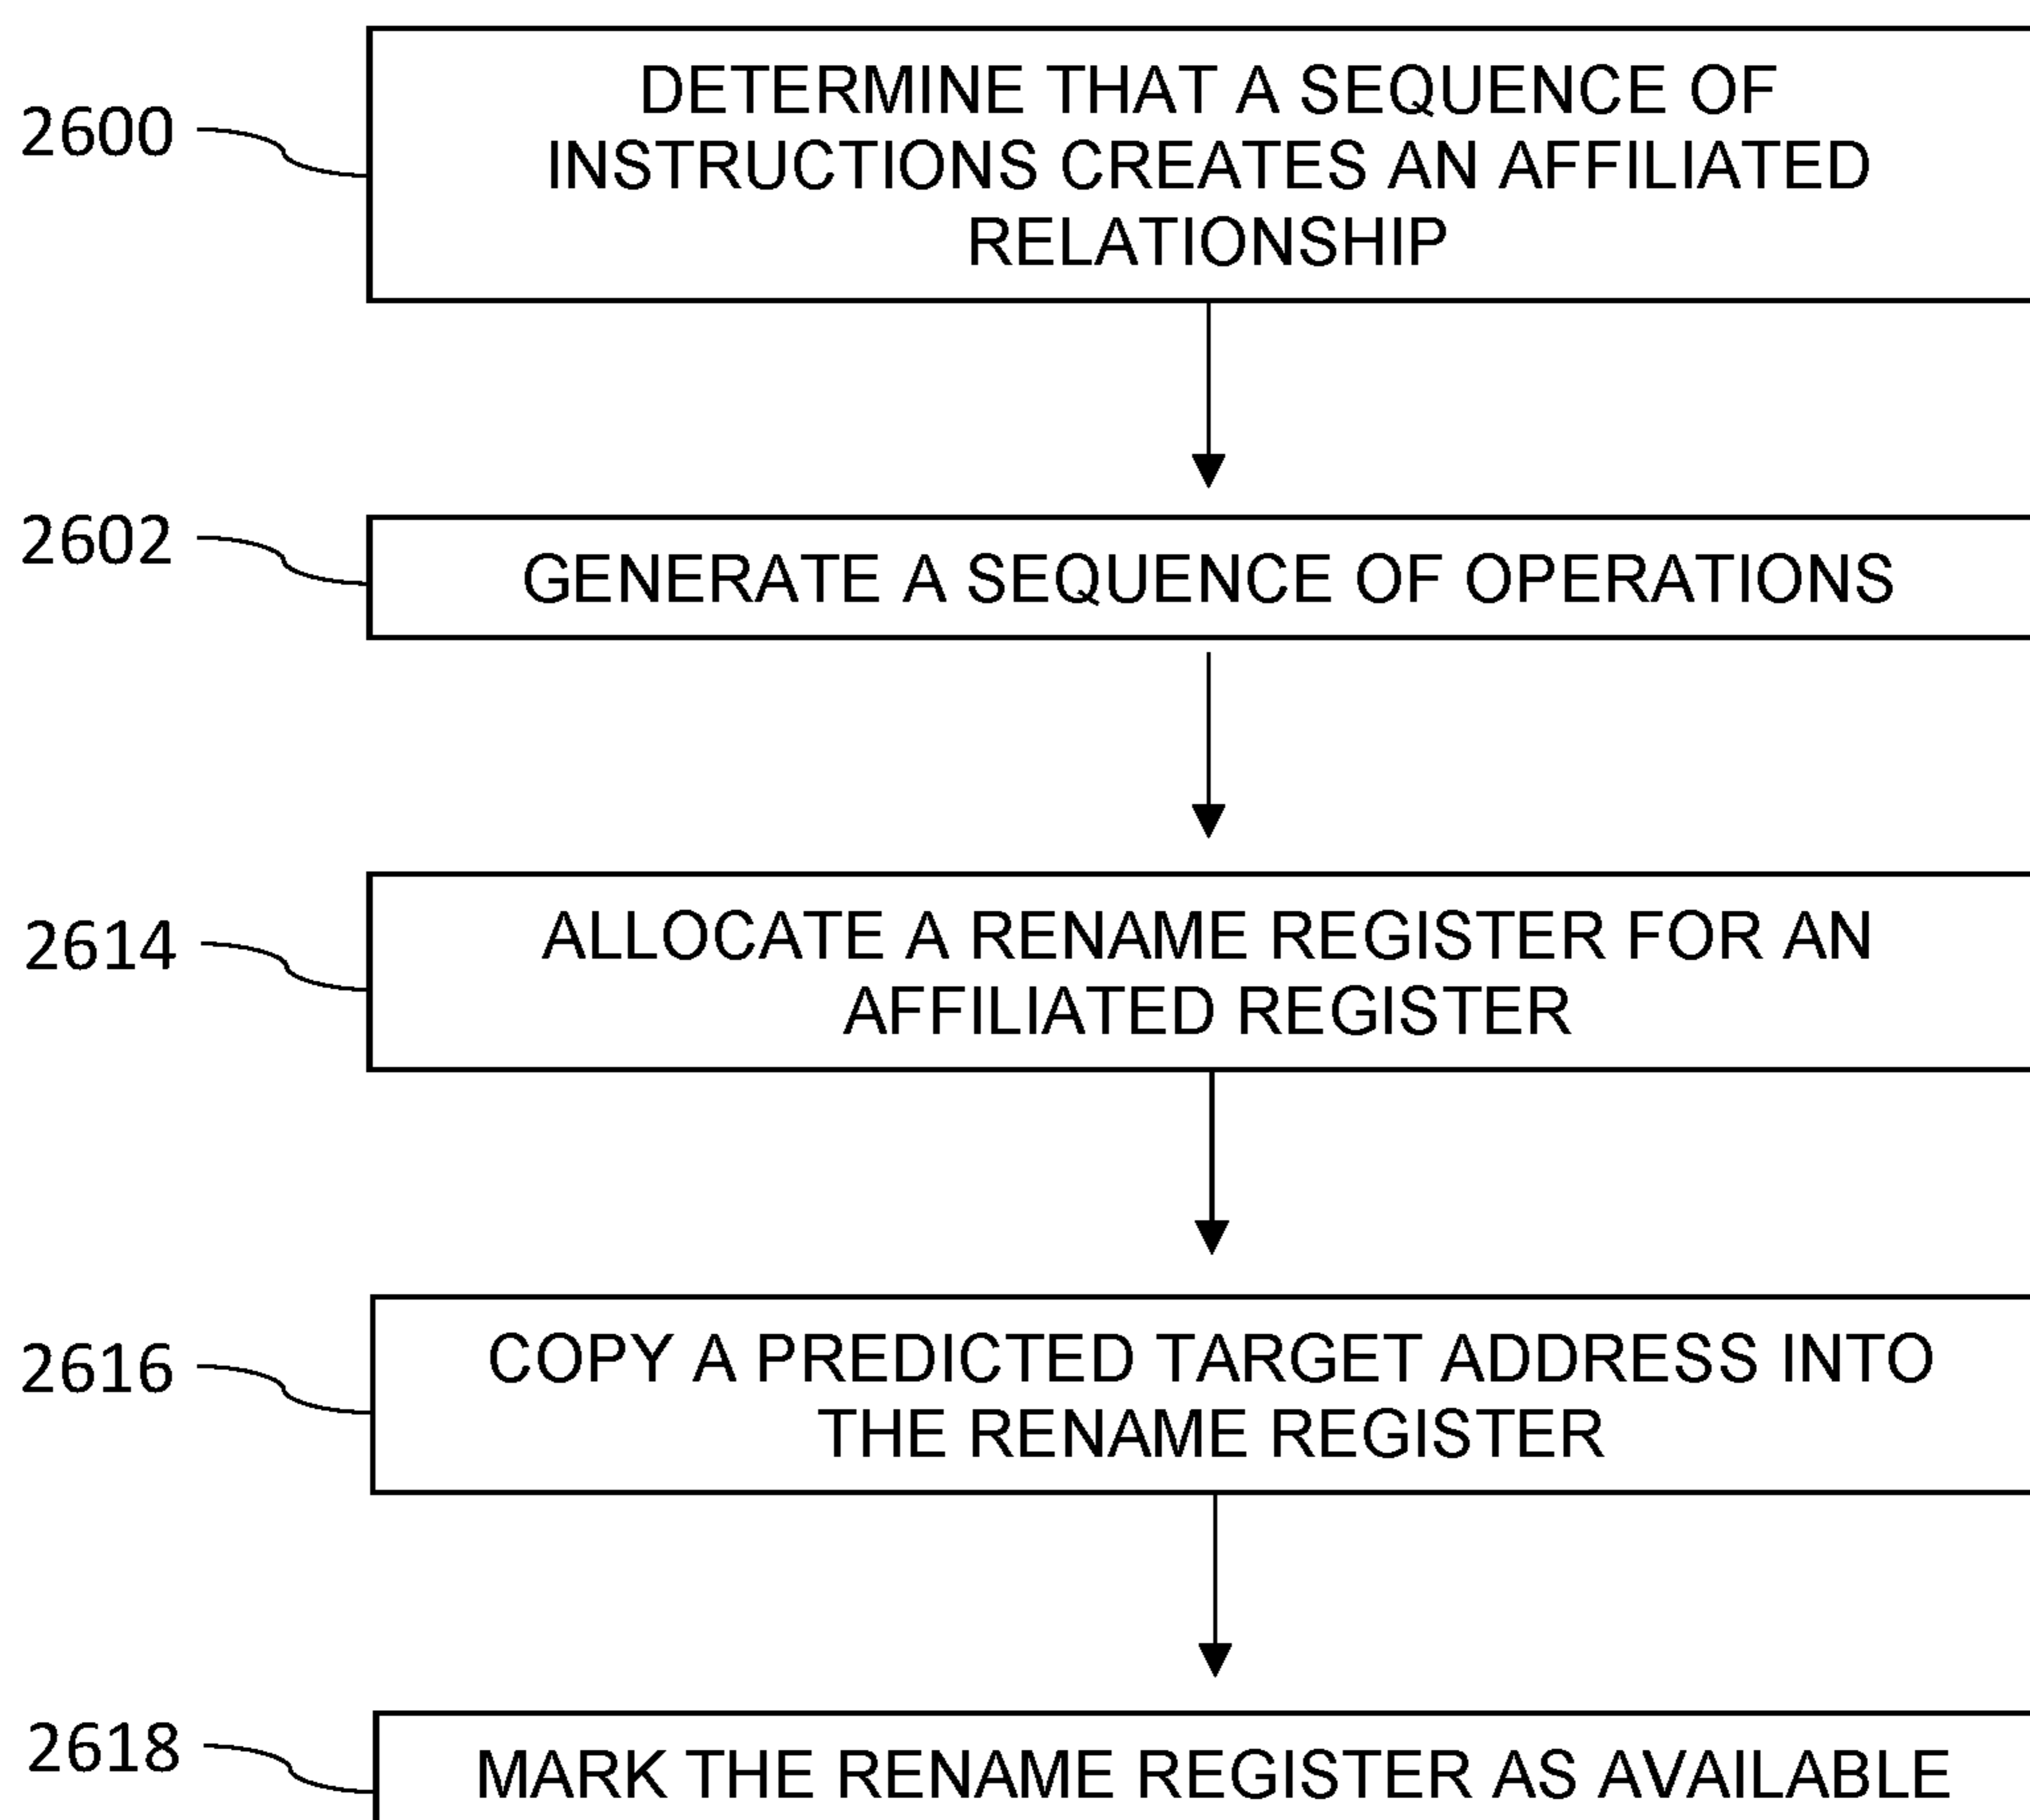 2600
DETERMINE THAT A SEQUENCE OF
INSTRUCTIONS CREATES AN AFFILIATED
RELATIONSHIP
2602
GENERATE A SEQUENCE OF OPERATIONS
2614
ALLOCATE A RENAME REGISTER FOR AN
AFFILIATED REGISTER
2616
COPY A PREDICTED TARGET ADDRESS INTO
THE RENAME REGISTER
2618
MARK THE RENAME REGISTER AS AVAILABLE